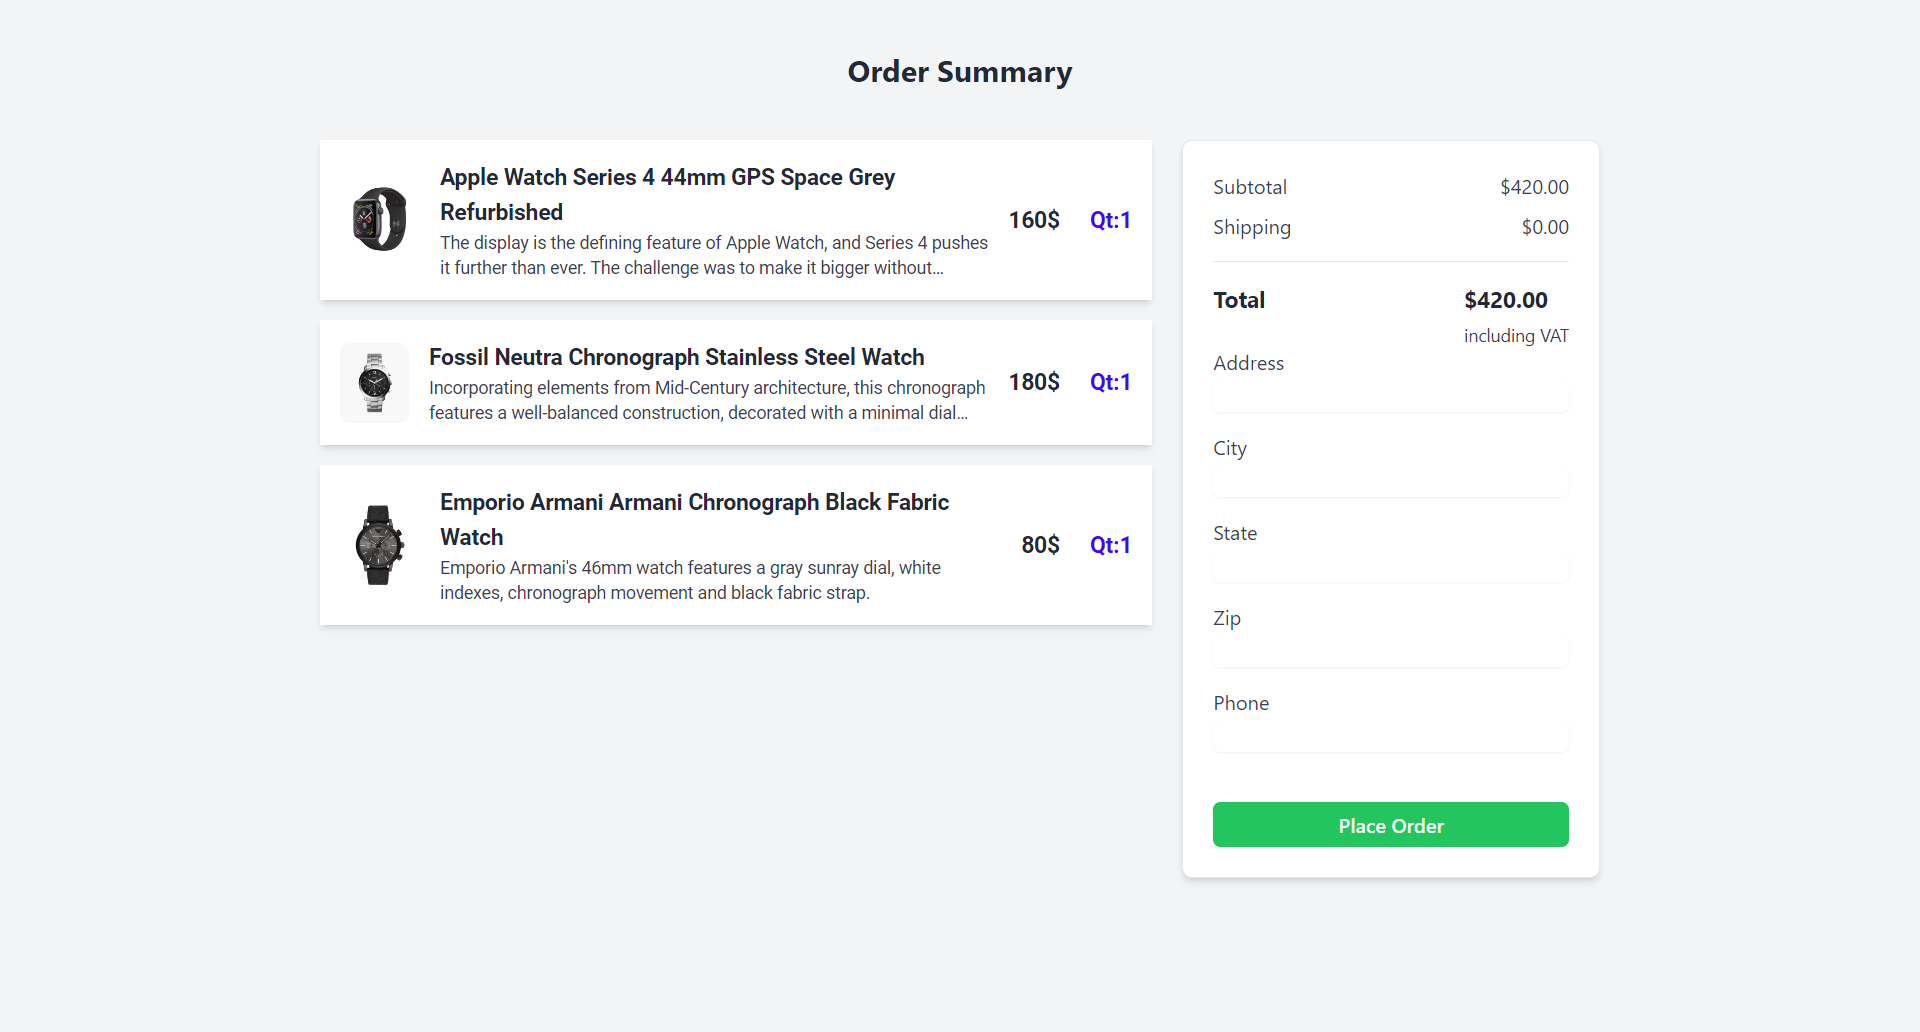 Order Summary
Apple Watch Series 4 44mm GPS Space Grey
Refurbished
The display is the defining feature of Apple Watch, and Series 4 pushes
it further than ever. The challenge was to make it bigger without...
160$
Qt:1
Fossil Neutra Chronograph Stainless Steel Watch
Incorporating elements from Mid-Century architecture, this chronograph
features a well-balanced construction, decorated with a minimal dial...
180$
Qt:1
Emporio Armani Armani Chronograph Black Fabric
Watch
Emporio Armani's 46mm watch features a gray sunray dial, white
indexes, chronograph movement and black fabric strap.
80$
Qt:1
Subtotal $420.00
Shipping $0.00
Total $420.00
including VAT
Address
City
State
Zip
Phone
Place Order